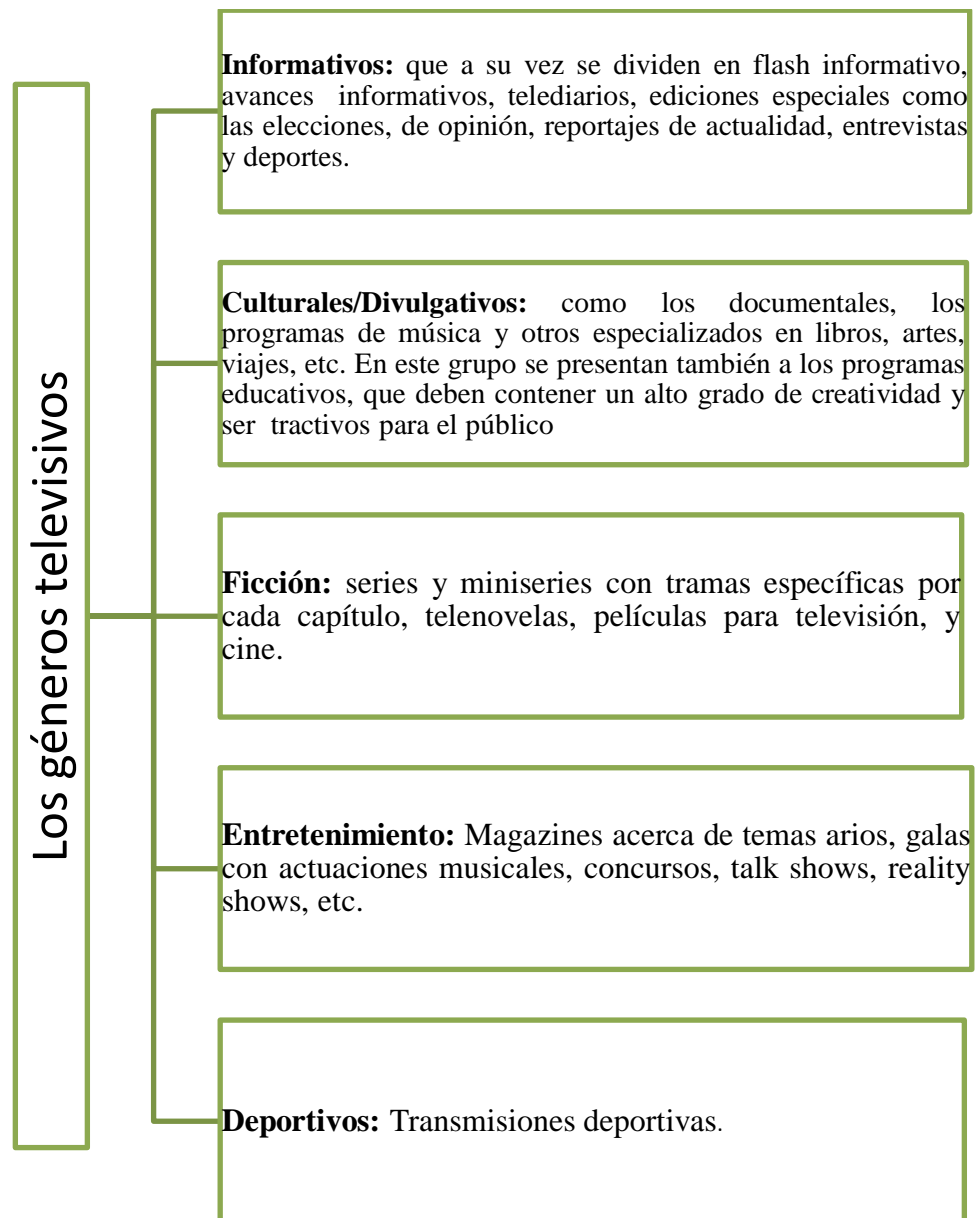 Los géneros televisivos
Informativos: que a su vez se dividen en flash informativo,
avances informativos, telediarios, ediciones especiales como
las elecciones, de opinión, reportajes de actualidad, entrevistas
y deportes.
Culturales/Divulgativos: como los documentales, los
programas de música y otros especializados en libros, artes,
viajes, etc. En este grupo se presentan también a los programas
educativos, que deben contener un alto grado de creatividad y
ser tractivos para el público
Ficción: series y miniseries con tramas específicas por
cada capítulo, telenovelas, películas para televisión, y
cine.
Entretenimiento: Magazines acerca de temas arios, galas
con actuaciones musicales, concursos, talk shows, reality
shows, etc.
Deportivos: Transmisiones deportivas.